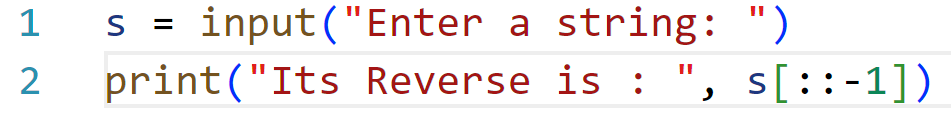 1 s = input("Enter a string: ")
2 print("Its Reverse is : ", s[::-1])